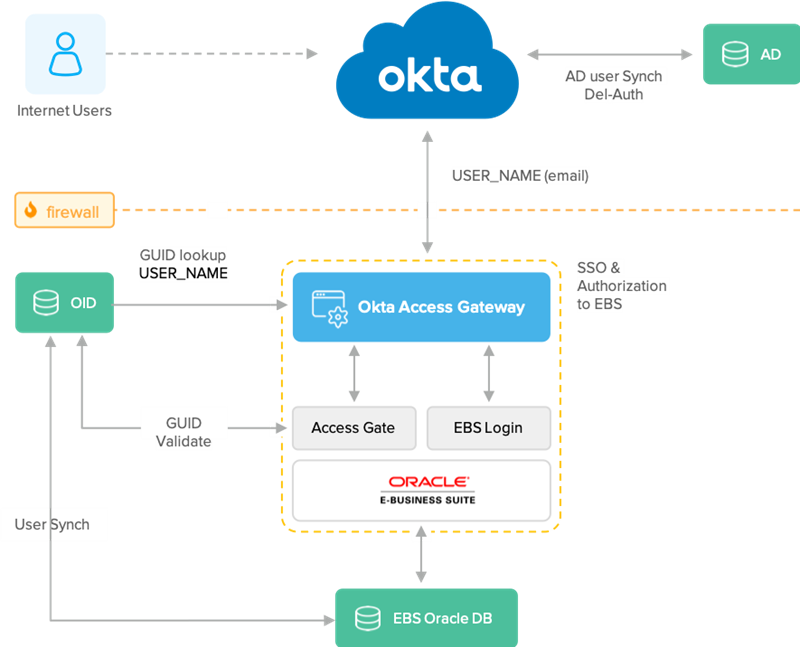 okta
AD
Internet Users
AD user Synch
Del-Auth
USER_NAME (email)
firewall
GUID lookup
USER_NAME
SSO &
Authorization
to EBS
OID
Okta Access Gateway
GUID
Validate
Access Gate
EBS Login
ORACLE
E-BUSINESS SUITE
User Synch
EBS Oracle DB